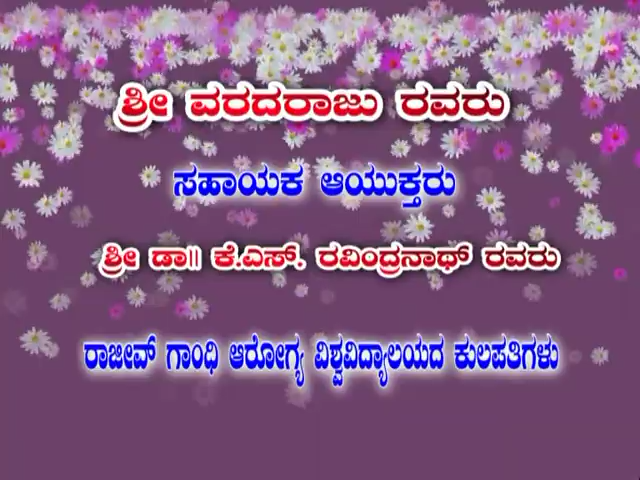 ಶ್ರೀ ವರದರಾಜು ರವರು
ಸಹಾಯಕ ಆಯುಕ್ತರು
ಶ್ರೀ ಡಾ॥ ಕೆ.ಎಸ್. ರವಿಂದ್ರನಾಥ್ ರವರು
ರಾಜೀವ್ ಗಾಂಧಿ ಆರೋಗ್ಯ ವಿಶ್ವವಿದ್ಯಾಲಯದ ಕುಲಪತಿಗಳು